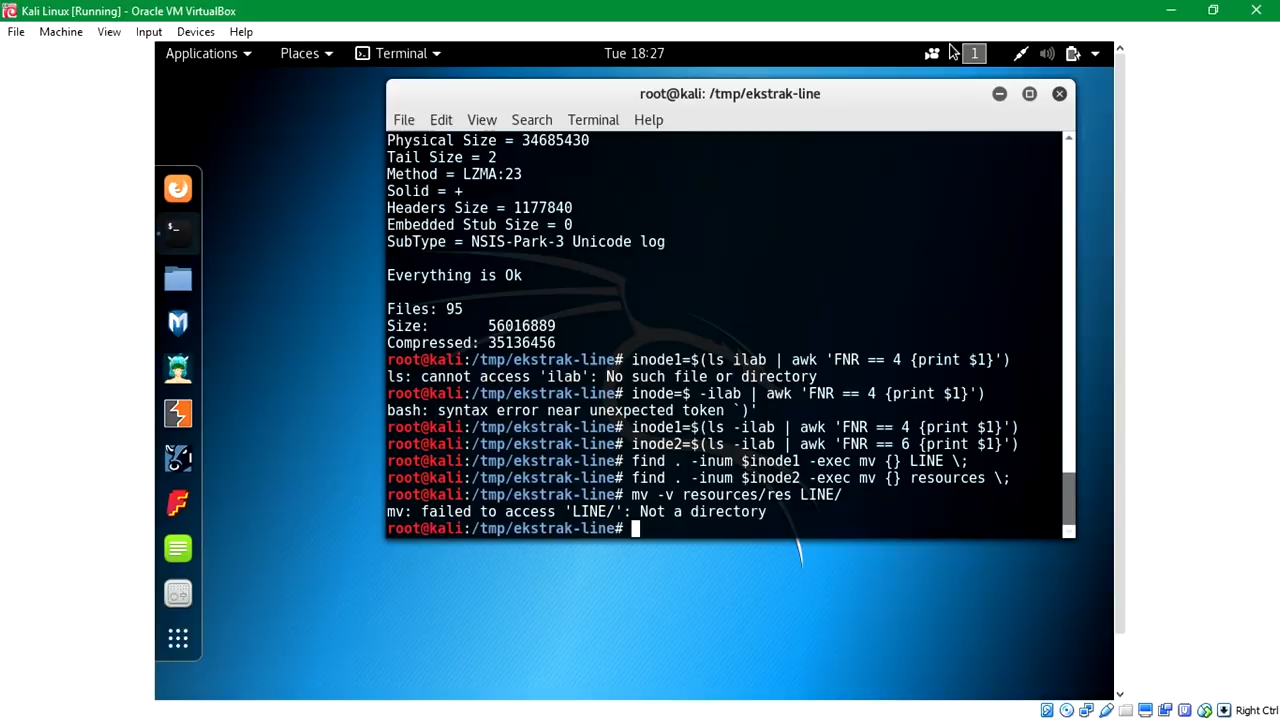 Kali Linux [Running] - Oracle VM VirtualBox
File Machine View Input Devices Help
Applications Places Terminal Tue 18:27 1
root@kali: /tmp/ekstrak-line
File Edit View Search Terminal Help
Physical Size = 34685430
Tail Size = 2
Method = LZMA:23
Solid = +
Headers Size = 1177840
Embedded Stub Size = 0
SubType = NSIS-Park-3 Unicode log
Everything is Ok
Files: 95
Size: 56016889
Compressed: 35136456
root@kali:/tmp/ekstrak-line# inode1=$(ls ilab | awk 'FNR == 4 {print $1}')
ls: cannot access 'ilab': No such file or directory
root@kali:/tmp/ekstrak-line# inode=$ -ilab | awk 'FNR == 4 {print $1}')
bash: syntax error near unexpected token `)'
root@kali:/tmp/ekstrak-line# inode1=$(ls -ilab | awk 'FNR == 4 {print $1}')
root@kali:/tmp/ekstrak-line# inode2=$(ls -ilab | awk 'FNR == 6 {print $1}')
root@kali:/tmp/ekstrak-line# find . -inum $inode1 -exec mv {} LINE \;
root@kali:/tmp/ekstrak-line# find . -inum $inode2 -exec mv {} resources \;
root@kali:/tmp/ekstrak-line# mv -v resources/res LINE/
mv: failed to access 'LINE/': Not a directory
root@kali:/tmp/ekstrak-line#
Right Ctrl